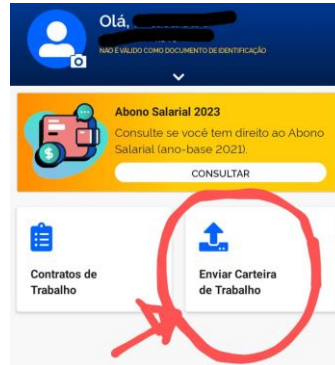 Olá,
NÃO É VÁLIDO COMO DOCUMENTO DE IDENTIFICAÇÃO
Abono Salarial 2023
Consulte se você tem direito ao Abono
Salarial (ano-base 2021).
CONSULTAR
Contratos de
Trabalho
Enviar Carteira
de Trabalho